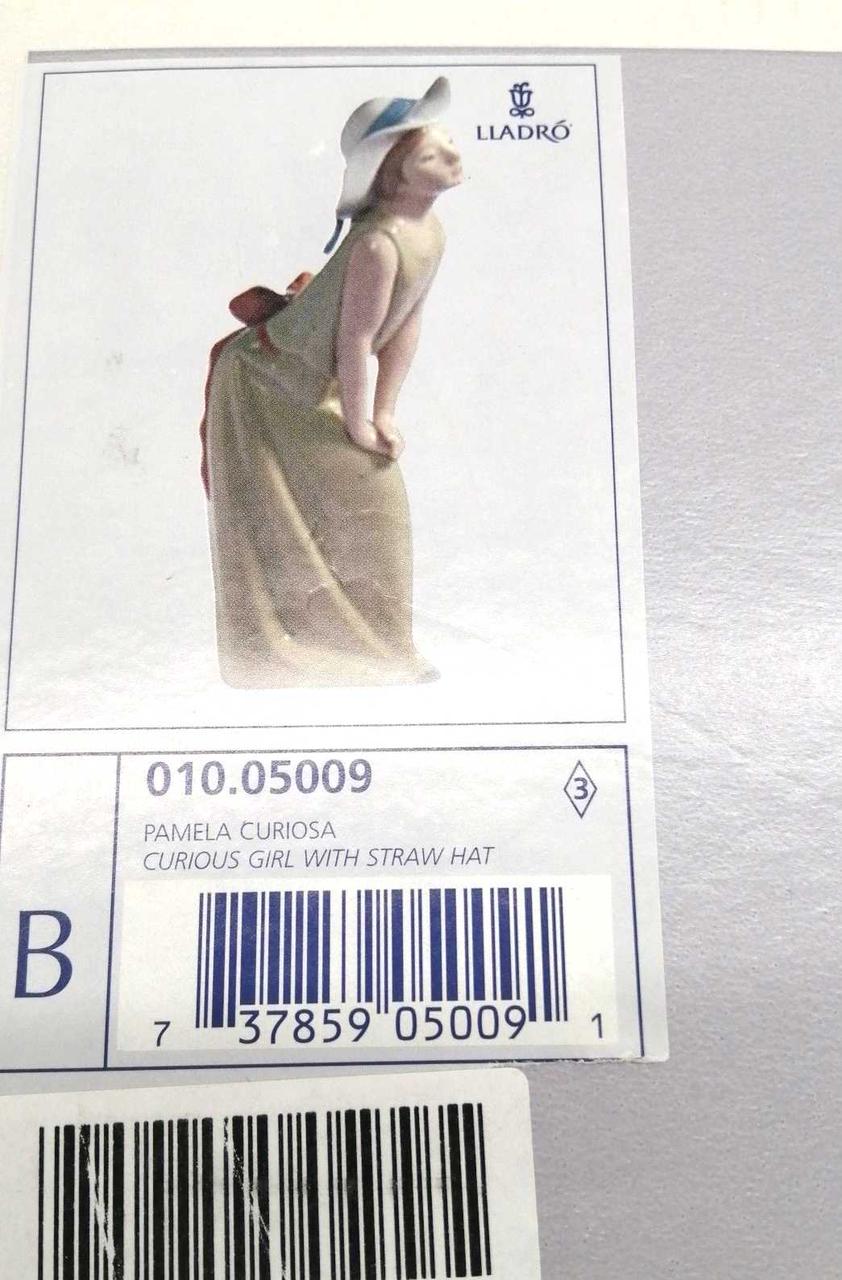 LLADRÓ
010.05009
3
PAMELA CURIOSA
CURIOUS GIRL WITH STRAW HAT
B
7 37859 05009 1